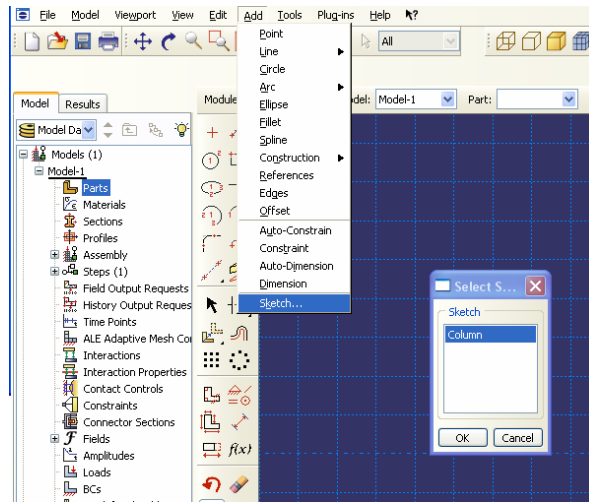 File Model Viewport View Edit Add Tools Plug-ins Help
All
Point
Line
Circle
Arc
Ellipse
Fillet
Spline
Construction
References
Edges
Offset
Auto-Constrain
Constraint
Auto-Dimension
Dimension
Sketch...
Model Results
Module
Model-1 Part:
Model Da
Models (1)
Model-1
Parts
Materials
Sections
Profiles
Assembly
Steps (1)
Field Output Requests
History Output Reques
Time Points
ALE Adaptive Mesh Co
Interactions
Interaction Properties
Contact Controls
Constraints
Connector Sections
Fields
Amplitudes
Loads
BCs
f(x)
Select S...
Sketch
Column
OK Cancel